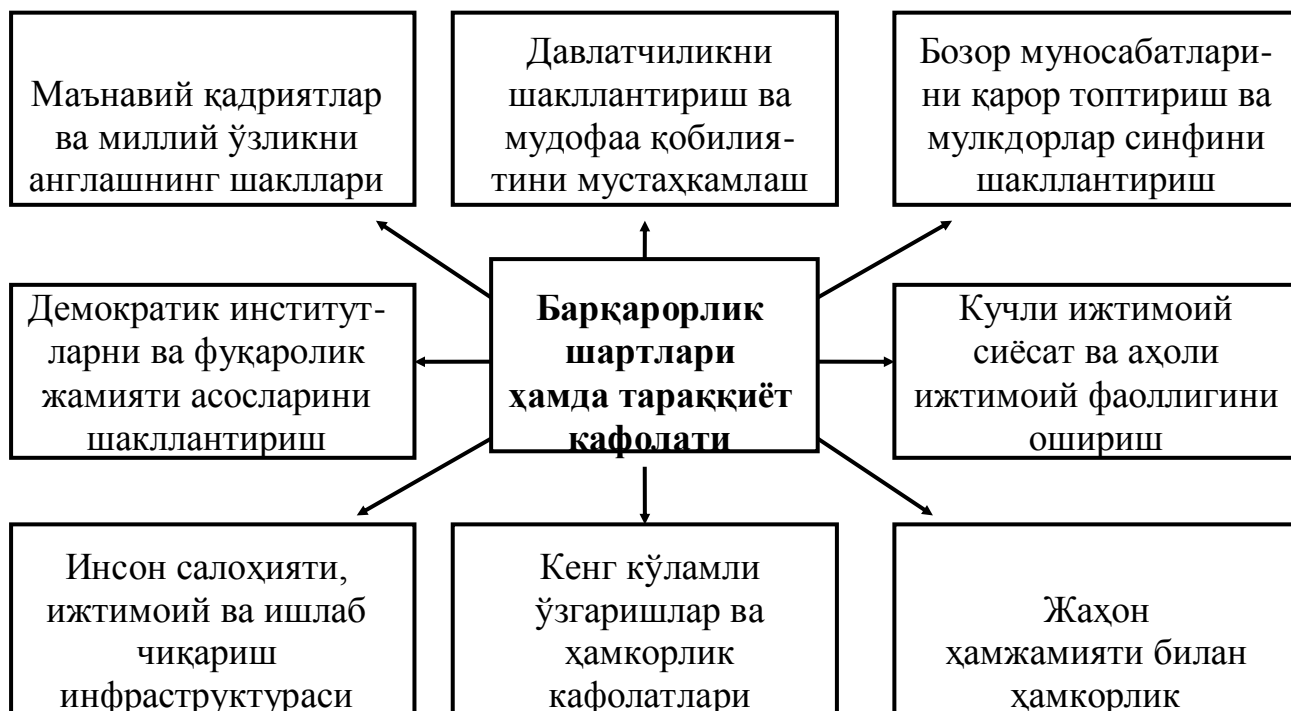 Маънавий қадриятлар
ва миллий ўзликни
англашнинг шакллари
Давлатчиликни
шакллантириш ва
мудофаа қобилия-
тини мустаҳкамлаш
Бозор муносабатлари-
ни қарор топтириш ва
мулкдорлар синфини
шакллантириш
Демократик институт-
ларни ва фуқаролик
жамияти асосларини
шакллантириш
Барқарорлик
шартлари
ҳамда тараққиёт
кафолати
Кучли ижтимоий
сиёсат ва аҳоли
ижтимоий фаоллигини
ошириш
Инсон салоҳияти,
ижтимоий ва ишлаб
чиқариш
инфраструктураси
Кенг кўламли
ўзгаришлар ва
ҳамкорлик
кафолатлари
Жаҳон
ҳамжамияти билан
ҳамкорлик